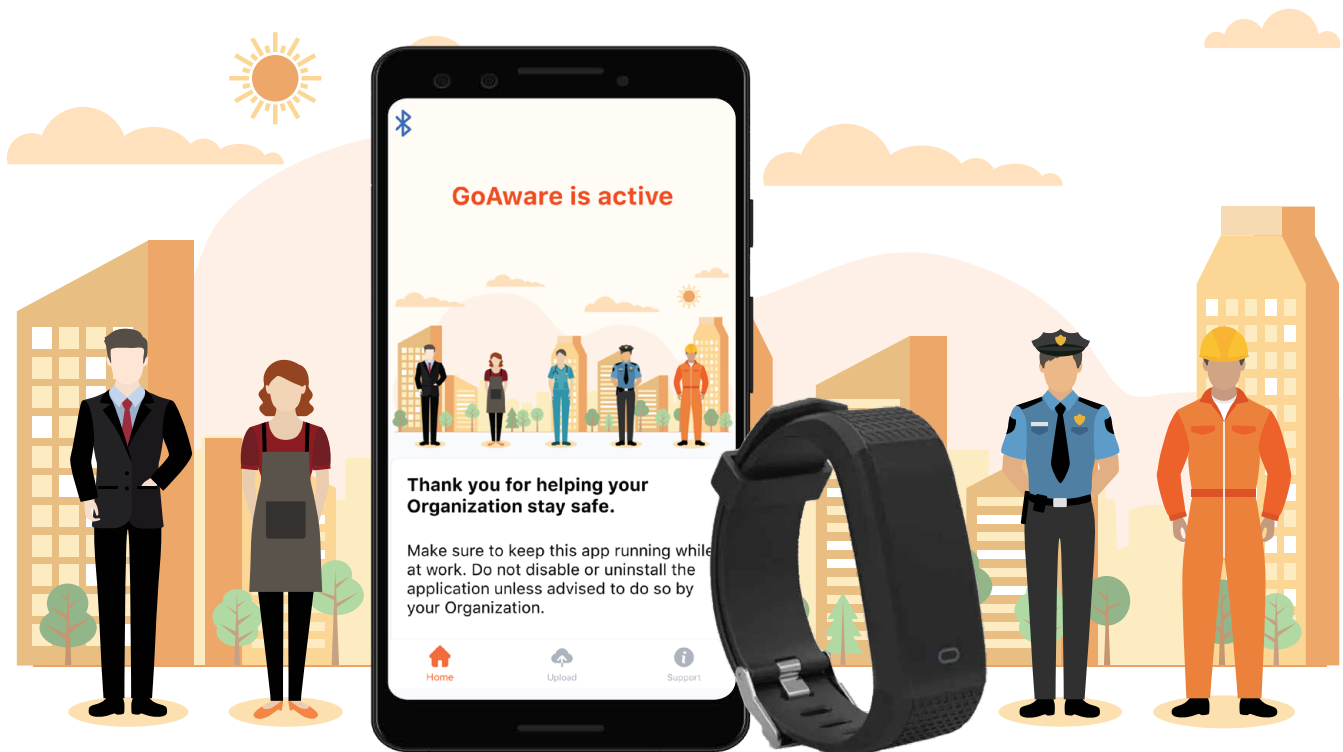 GoAware is active
Thank you for helping your
Organization stay safe.
Make sure to keep this app running while
at work. Do not disable or uninstall the
application unless advised to do so by
your Organization.
Home
Upload
Support